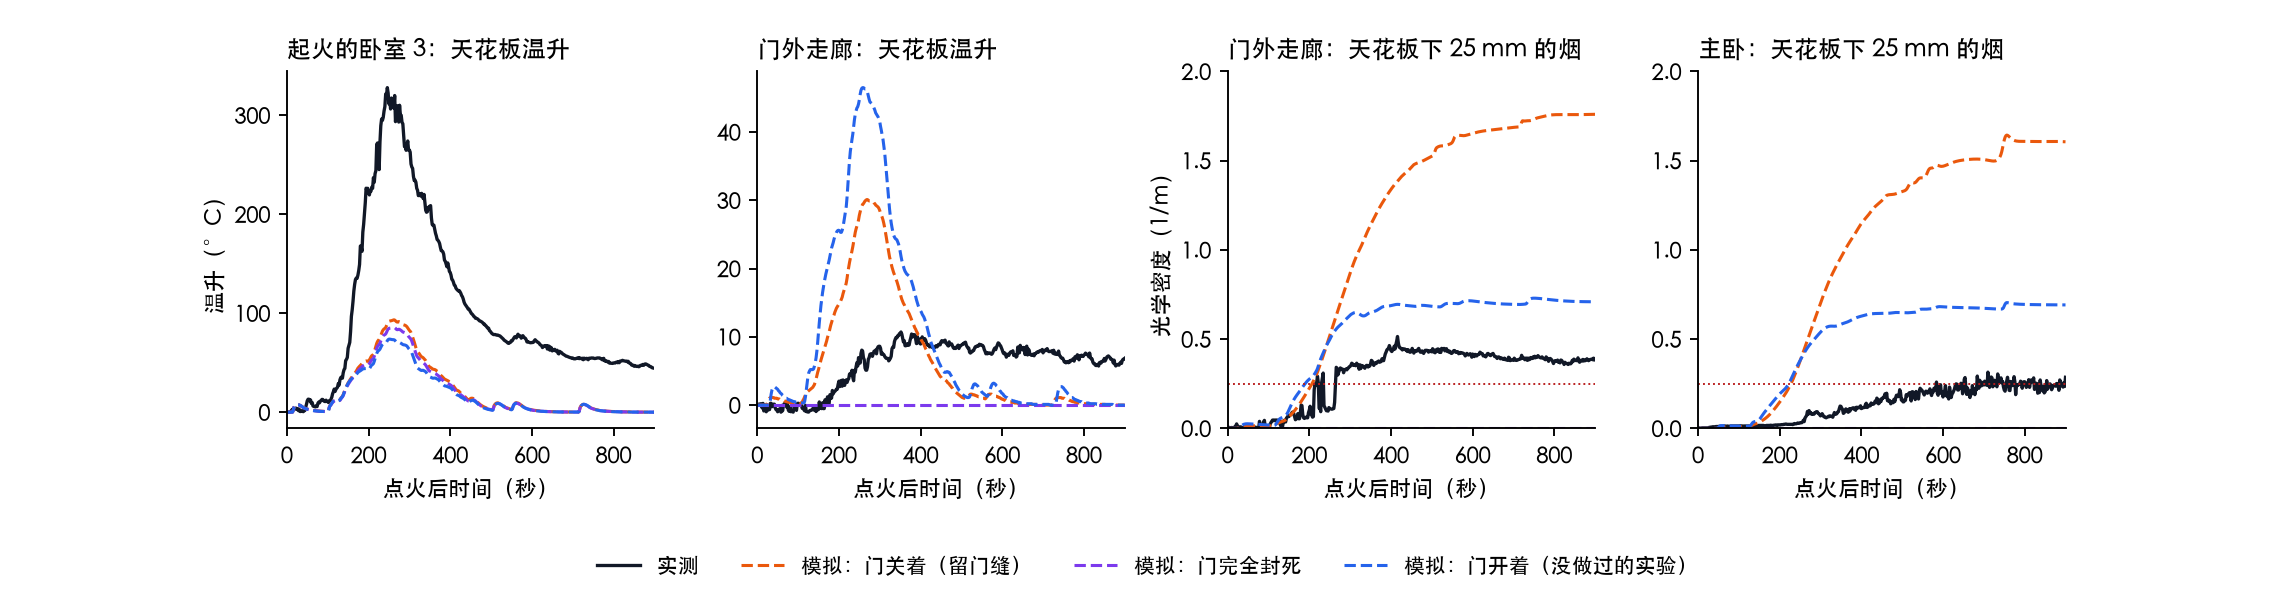 起火的卧室 3：天花板温升
门外走廊：天花板温升
门外走廊：天花板下 25 mm 的烟
主卧：天花板下 25 mm 的烟
温升（°C）
300
200
100
0
0 200 400 600 800
点火后时间（秒）
40
30
20
10
0
0 200 400 600 800
点火后时间（秒）
光学密度（1/m）
2.0
1.5
1.0
0.5
0.0
0 200 400 600 800
点火后时间（秒）
2.0
1.5
1.0
0.5
0.0
0 200 400 600 800
点火后时间（秒）
实测
模拟：门关着（留门缝）
模拟：门完全封死
模拟：门开着（没做过的实验）